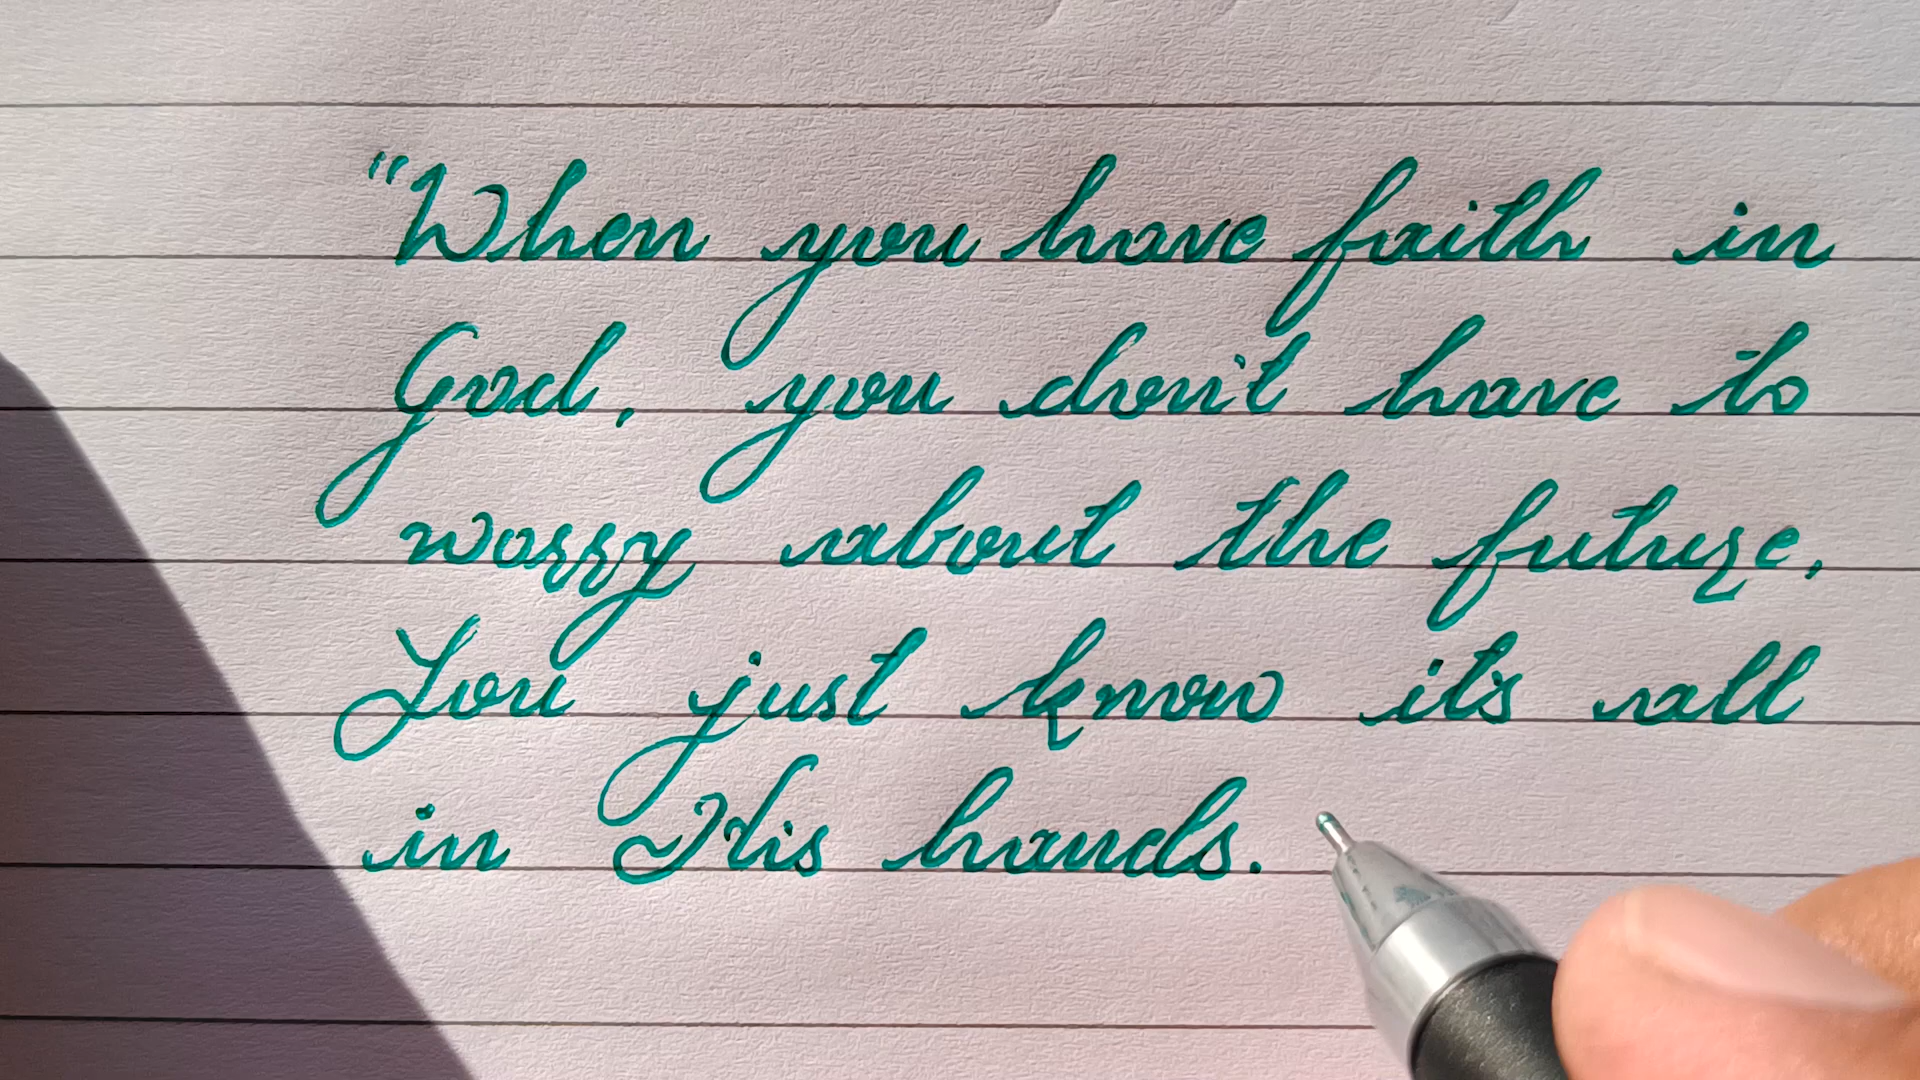 "When you have faith in
God, you don't have to
worry about the future.
You just know it's all
in His hands.